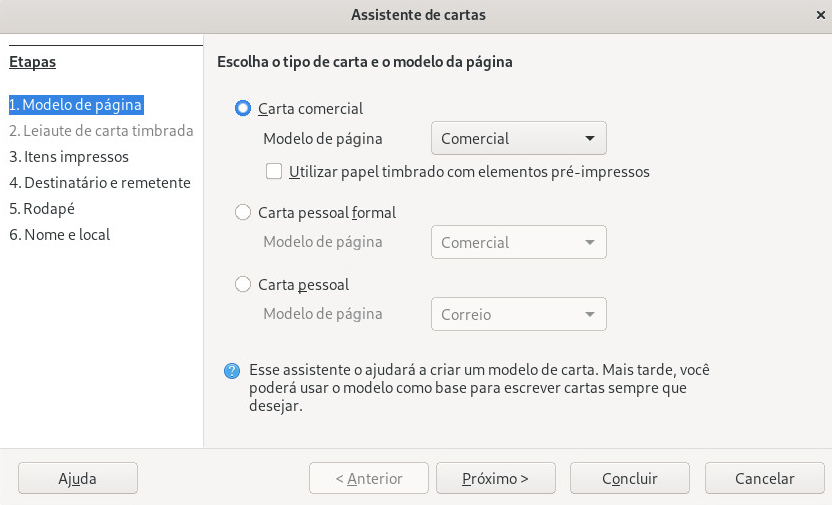 Assistente de cartas
Etapas
1. Modelo de página
2. Leiaute de carta timbrada
3. Itens impressos
4. Destinatário e remetente
5. Rodapé
6. Nome e local
Escolha o tipo de carta e o modelo da página
Carta comercial
Modelo de página Comercial
Utilizar papel timbrado com elementos pré-impressos
Carta pessoal formal
Modelo de página Comercial
Carta pessoal
Modelo de página Correio
Esse assistente o ajudará a criar um modelo de carta. Mais tarde, você
poderá usar o modelo como base para escrever cartas sempre que
desejar.
Ajuda < Anterior Próximo > Concluir Cancelar